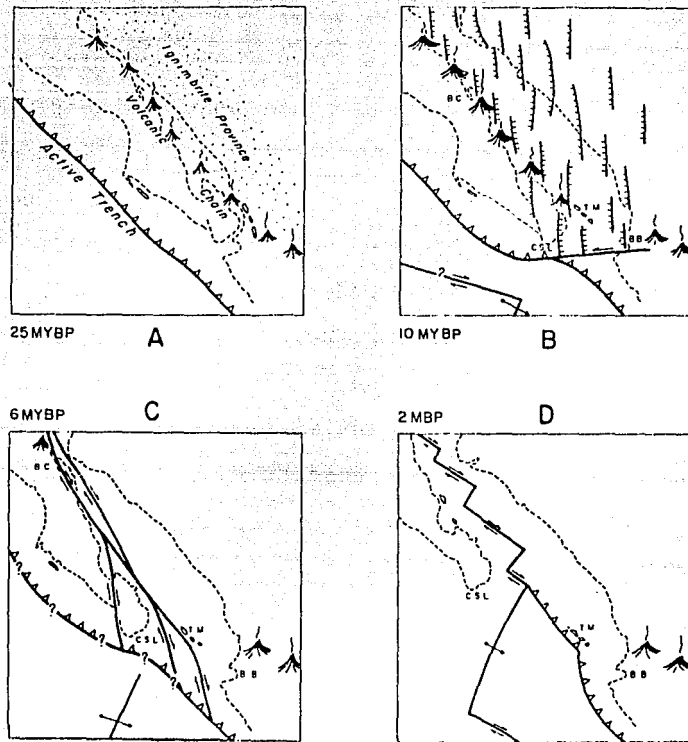 Ignimbrite Province
Volcanic Chain
Active Trench
25 MYBP
A
BC
TM
CSL
BB
?
10 MYBP
B
6 MYBP
C
BC
CSL
TM
BB
?
?
?
?
?
2 MBP
D
CSL
TM
BB